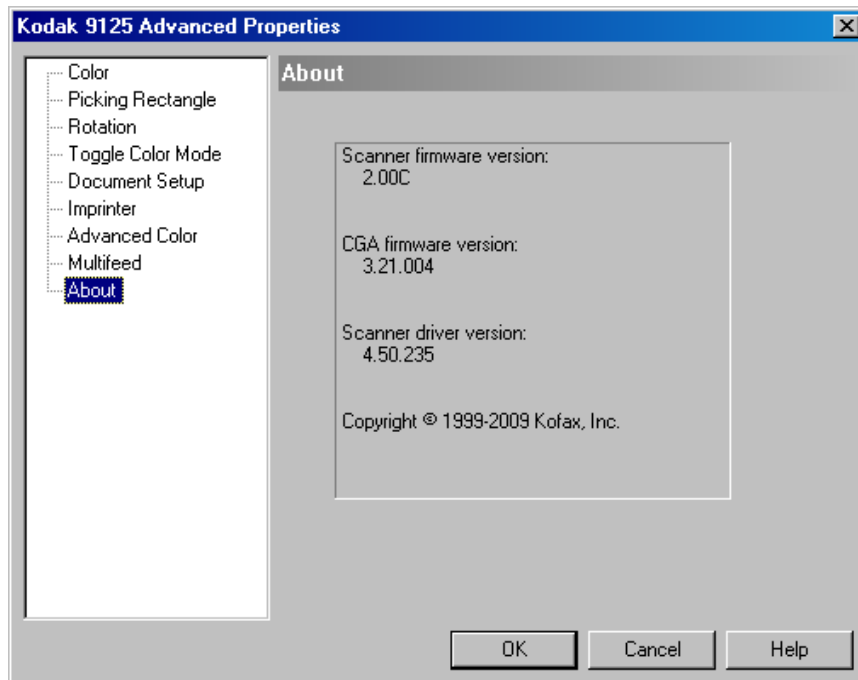 Kodak 9125 Advanced Properties
Color
Picking Rectangle
Rotation
Toggle Color Mode
Document Setup
Imprinter
Advanced Color
Multifeed
About
About
Scanner firmware version:
2.00C
CGA firmware version:
3.21.004
Scanner driver version:
4.50.235
Copyright © 1999-2009 Kofax, Inc.
OK
Cancel
Help